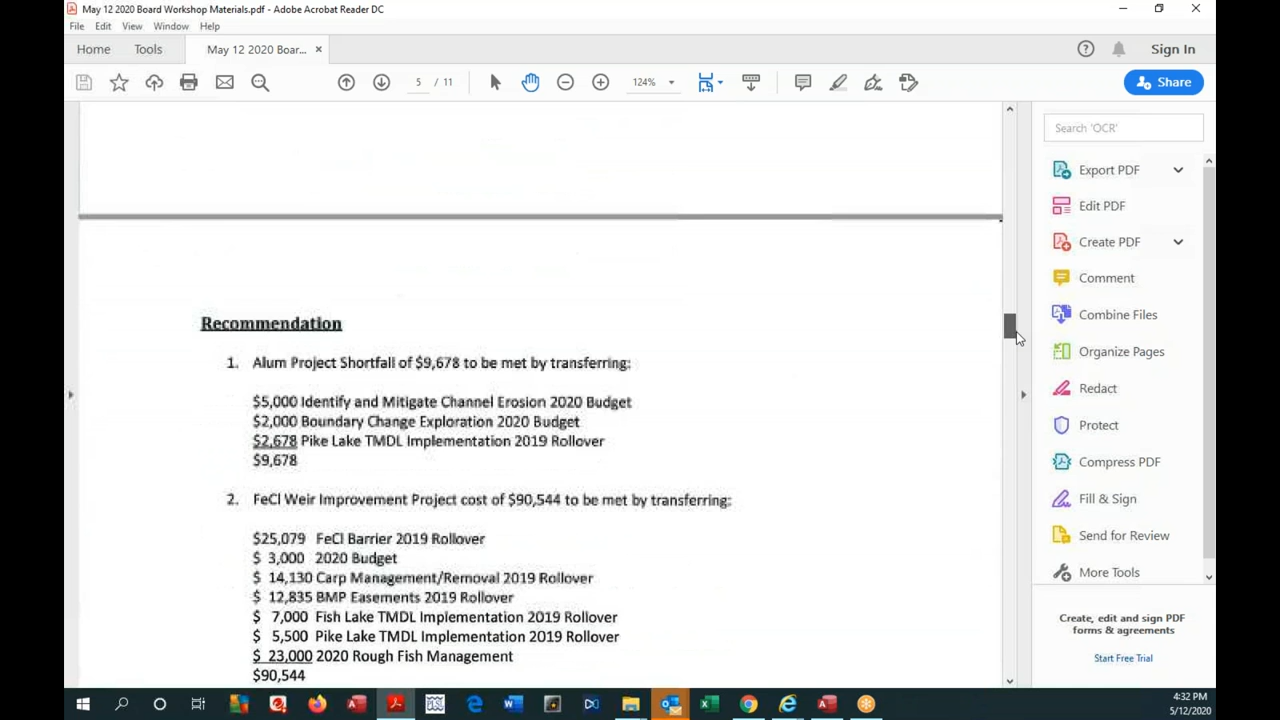 May 12 2020 Board Workshop Materials.pdf - Adobe Acrobat Reader DC
File Edit View Window Help
Home Tools May 12 2020 Boar... ×
Sign In
5 / 11
124%
Share
Search 'OCR'
Export PDF
Edit PDF
Create PDF
Comment
Combine Files
Organize Pages
Redact
Protect
Compress PDF
Fill & Sign
Send for Review
More Tools
Create, edit and sign PDF
forms & agreements
Start Free Trial
Recommendation
1. Alum Project Shortfall of $9,678 to be met by transferring:
$5,000 Identify and Mitigate Channel Erosion 2020 Budget
$2,000 Boundary Change Exploration 2020 Budget
$2,678 Pike Lake TMDL Implementation 2019 Rollover
$9,678
2. FeCl Weir Improvement Project cost of $90,544 to be met by transferring:
$25,079 FeCl Barrier 2019 Rollover
$ 3,000 2020 Budget
$ 14,130 Carp Management/Removal 2019 Rollover
$ 12,835 BMP Easements 2019 Rollover
$ 7,000 Fish Lake TMDL Implementation 2019 Rollover
$ 5,500 Pike Lake TMDL Implementation 2019 Rollover
$ 23,000 2020 Rough Fish Management
$90,544
4:32 PM
5/12/2020